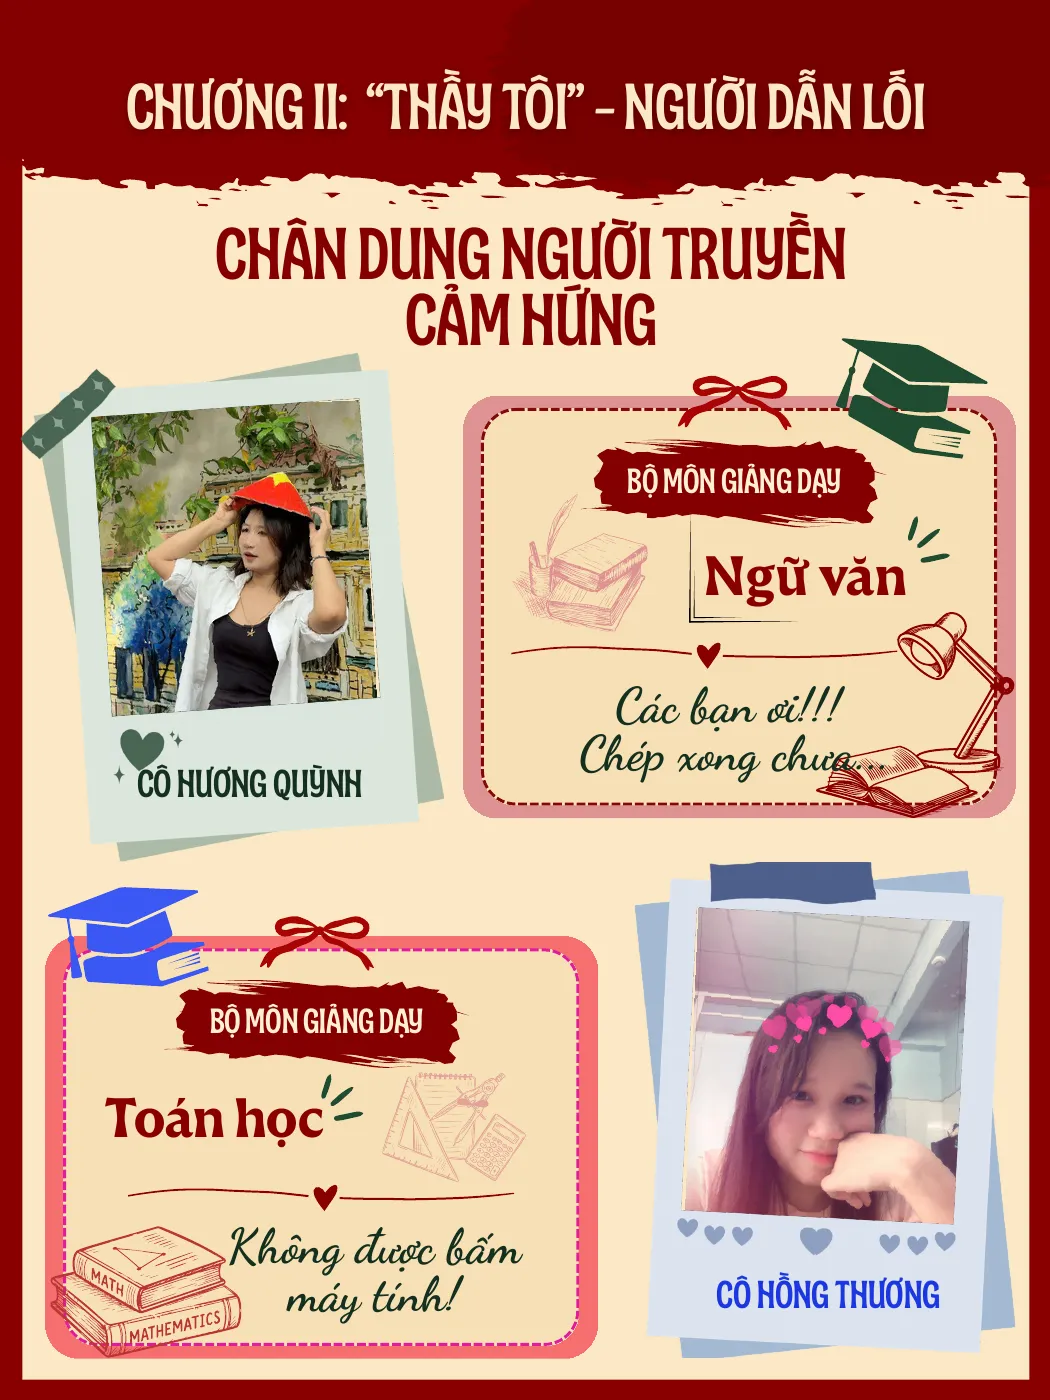 CHƯƠNG II: “THẦY TÔI” – NGƯỜI DẪN LỐI
CHÂN DUNG NGƯỜI TRUYỀN
CẢM HỨNG
CÔ HƯƠNG QUỲNH
BỘ MÔN GIẢNG DẠY
Ngữ văn
Các bạn ơi!!!
Chép xong chưa...
BỘ MÔN GIẢNG DẠY
Toán học
Không được bấm
máy tính!
MATH
MATHEMATICS
CÔ HỒNG THƯƠNG